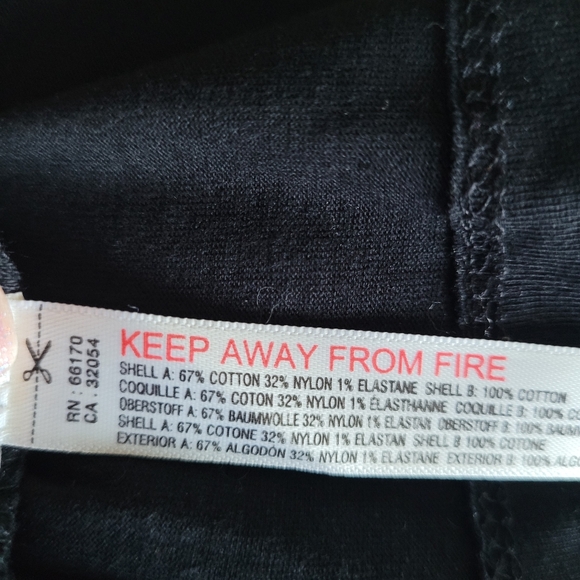 RN : 66170
CA : 32054
KEEP AWAY FROM FIRE
SHELL A: 67% COTTON 32% NYLON 1% ELASTANE SHELL B: 100% COTTON
COQUILLE A: 67% COTON 32% NYLON 1% ELASTHANNE COQUILLE B: 100% CO
OBERSTOFF A: 67% BAUMWOLLE 32% NYLON 1% ELASTAN OBERSTOFF B: 100% BAUM
SHELL A: 67% COTONE 32% NYLON 1% ELASTAN SHELL B: 100% COTONE
EXTERIOR A: 67% ALGODÓN 32% NYLON 1% ELASTANE EXTERIOR B: 100% ALGO